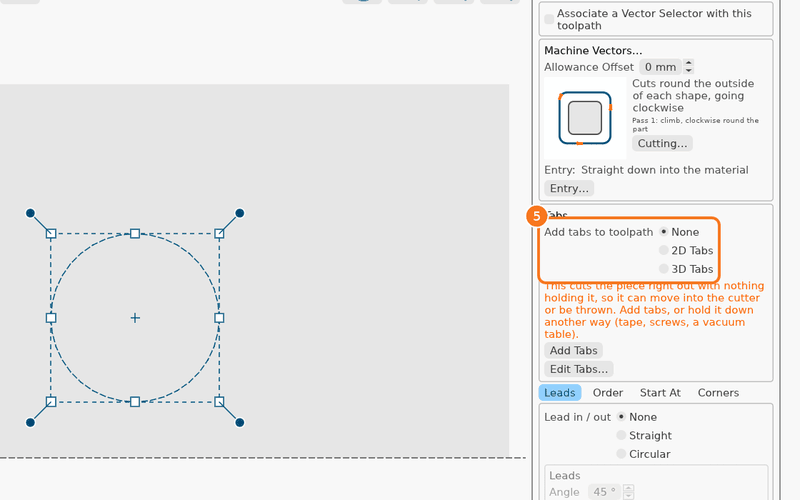 Associate a Vector Selector with this
toolpath
Machine Vectors...
Allowance Offset 0 mm
Cuts round the outside
of each shape, going
clockwise
Pass 1: climb, clockwise round the
part
Cutting...
Entry: Straight down into the material
Entry...
Tabs
5
Add tabs to toolpath None
2D Tabs
3D Tabs
This cuts the piece right out with nothing
holding it, so it can move into the cutter
or be thrown. Add tabs, or hold it down
another way (tape, screws, a vacuum
table).
Add Tabs
Edit Tabs...
Leads Order Start At Corners
Lead in / out None
Straight
Circular
Leads
Angle 45 °